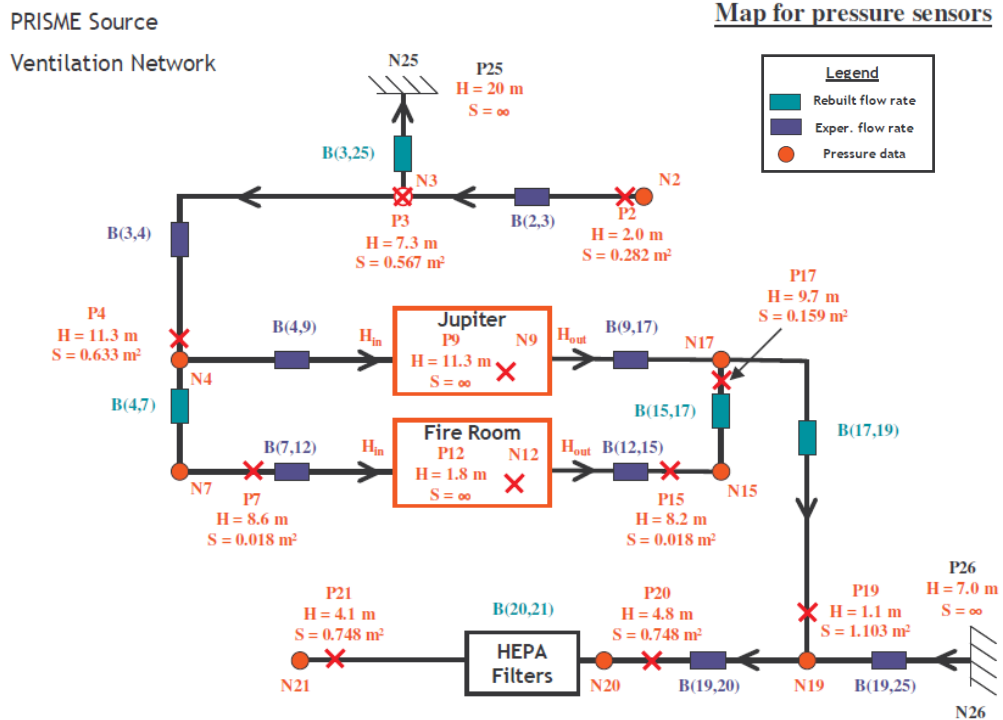 PRISME Source
Ventilation Network
Map for pressure sensors
Legend
Rebuilt flow rate
Exper. flow rate
Pressure data
N25
P25
H = 20 m
S = ∞
B(3,25)
N3
P3
H = 7.3 m
S = 0.567 m²
B(2,3)
N2
P2
H = 2.0 m
S = 0.282 m²
B(3,4)
P4
H = 11.3 m
S = 0.633 m²
N4
B(4,9)
H_in
Jupiter
P9
N9
H = 11.3 m
S = ∞
H_out
B(9,17)
N17
P17
H = 9.7 m
S = 0.159 m²
B(4,7)
B(15,17)
B(17,19)
N7
P7
H = 8.6 m
S = 0.018 m²
B(7,12)
H_in
Fire Room
P12
N12
H = 1.8 m
S = ∞
H_out
B(12,15)
P15
H = 8.2 m
S = 0.018 m²
N15
P21
H = 4.1 m
S = 0.748 m²
N21
B(20,21)
HEPA
Filters
P20
H = 4.8 m
S = 0.748 m²
N20
B(19,20)
P19
H = 1.1 m
S = 1.103 m²
N19
B(19,25)
P26
H = 7.0 m
S = ∞
N26